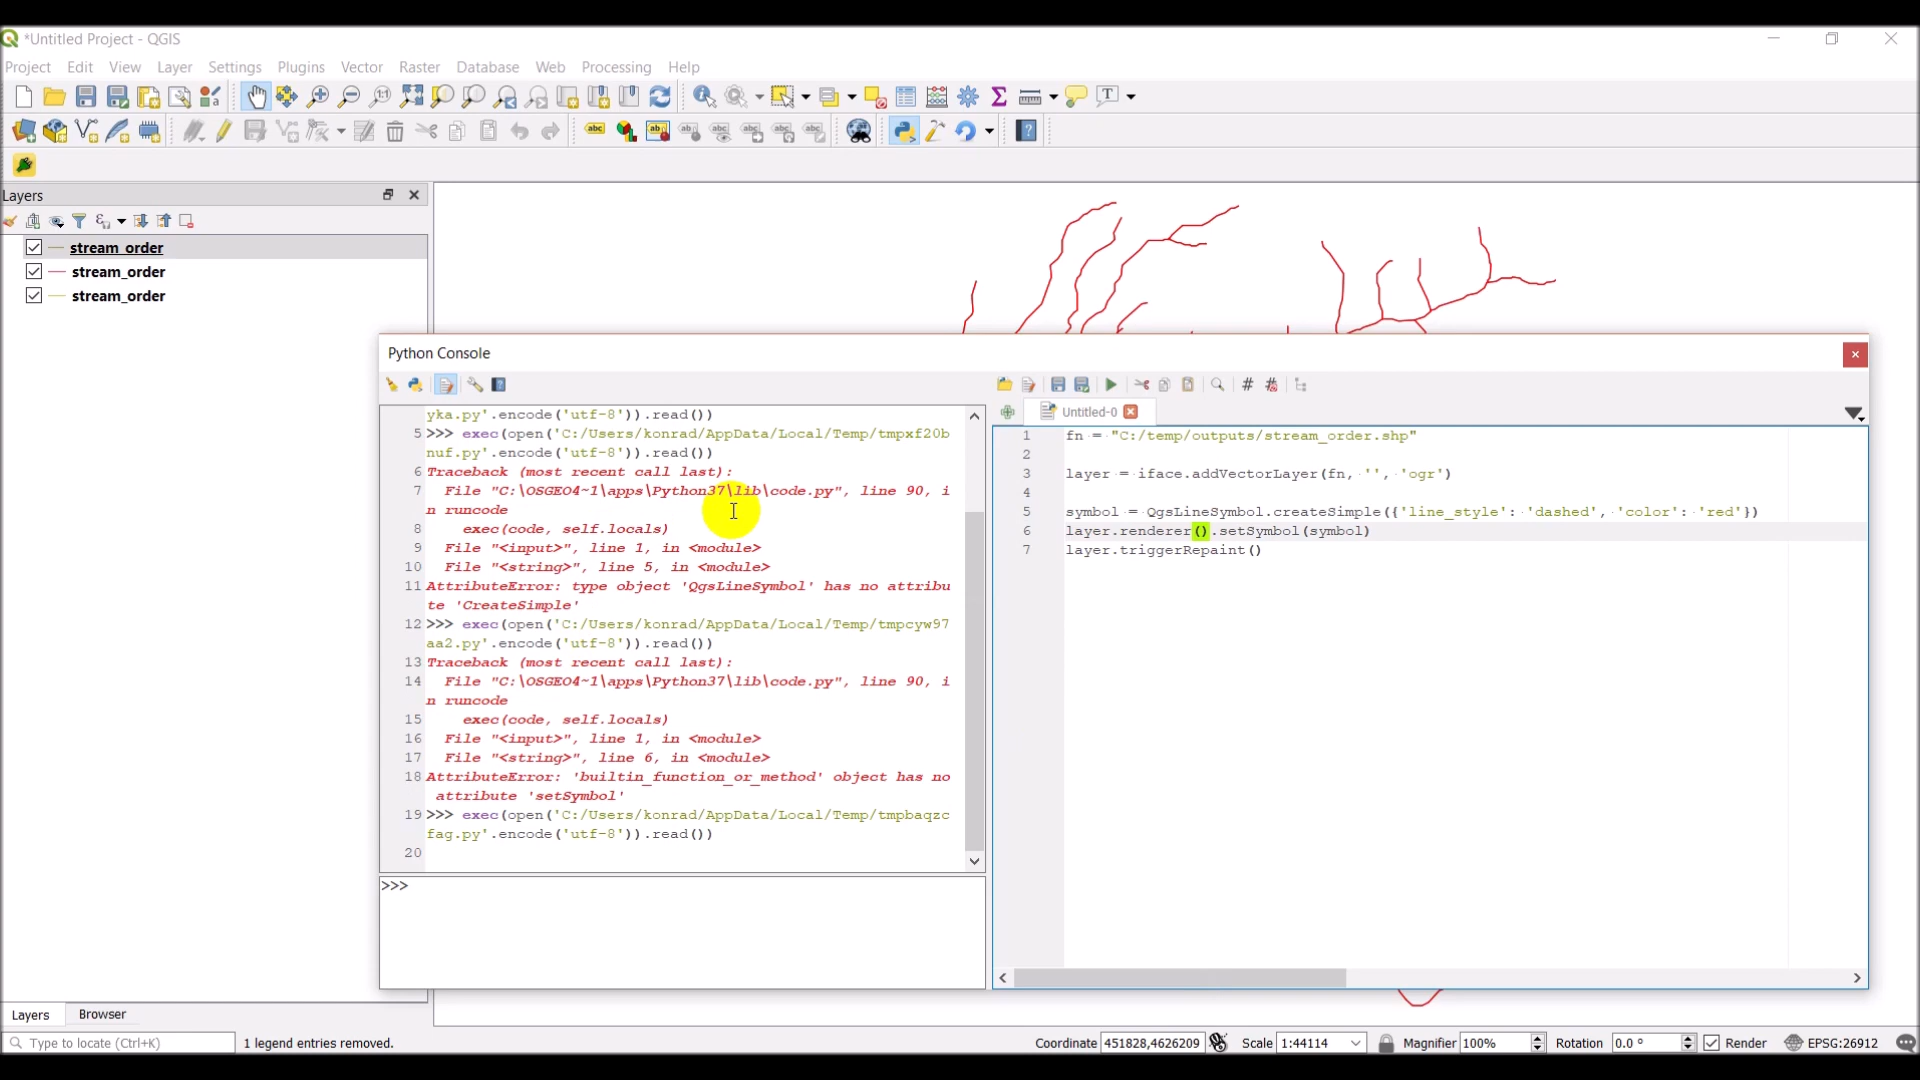 *Untitled Project - QGIS
Project Edit View Layer Settings Plugins Vector Raster Database Web Processing Help
Layers
stream_order
stream_order
stream_order
Python Console
yka.py'.encode('utf-8')).read())
5 >>> exec(open('C:/Users/konrad/AppData/Local/Temp/tmpxf20b
nuf.py'.encode('utf-8')).read())
6 Traceback (most recent call last):
7 File "C:\OSGEO4~1\apps\Python37\lib\code.py", line 90, i
n runcode
8 exec(code, self.locals)
9 File "<input>", line 1, in <module>
10 File "<string>", line 5, in <module>
11 AttributeError: type object 'QgsLineSymbol' has no attribu
te 'CreateSimple'
12 >>> exec(open('C:/Users/konrad/AppData/Local/Temp/tmpcyw97
aa2.py'.encode('utf-8')).read())
13 Traceback (most recent call last):
14 File "C:\OSGEO4~1\apps\Python37\lib\code.py", line 90, i
n runcode
15 exec(code, self.locals)
16 File "<input>", line 1, in <module>
17 File "<string>", line 6, in <module>
18 AttributeError: 'builtin_function_or_method' object has no
attribute 'setSymbol'
19 >>> exec(open('C:/Users/konrad/AppData/Local/Temp/tmpbaqzc
fag.py'.encode('utf-8')).read())
20
>>>
Untitled-0
1 fn = "C:/temp/outputs/stream_order.shp"
2
3 layer = iface.addVectorLayer(fn, '', 'ogr')
4
5 symbol = QgsLineSymbol.createSimple({'line_style': 'dashed', 'color': 'red'})
6 layer.renderer().setSymbol(symbol)
7 layer.triggerRepaint()
Layers Browser
Type to locate (Ctrl+K) 1 legend entries removed. Coordinate 451828,4626209 Scale 1:44114 Magnifier 100% Rotation 0.0 ° Render EPSG:26912